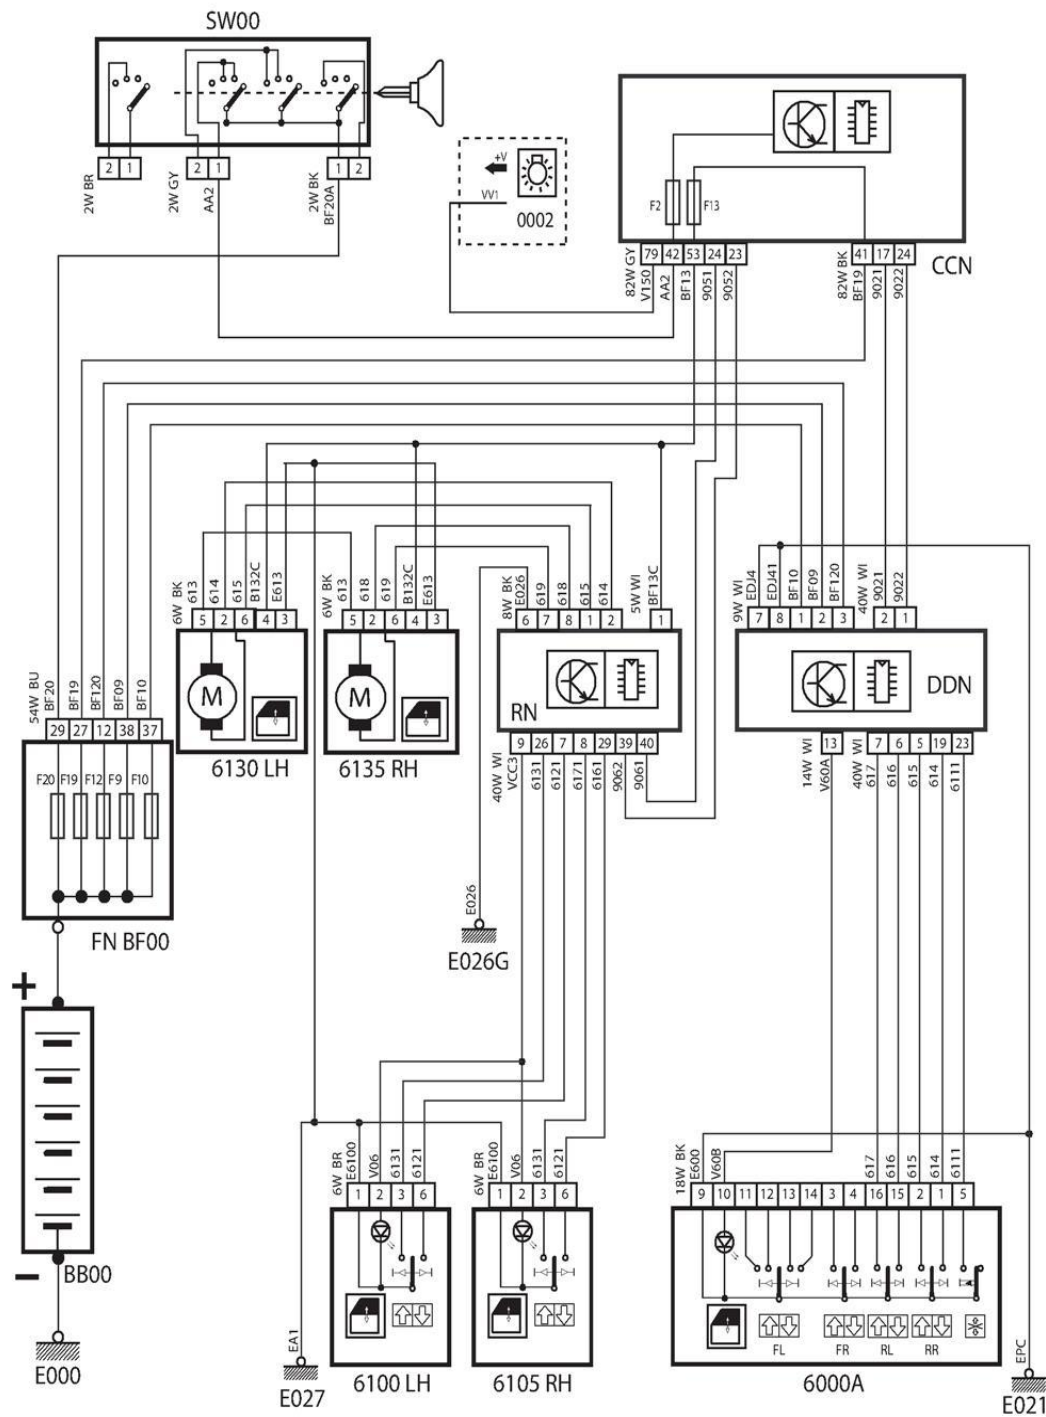 SW00
2 1 2 1 1 2
2W BR
2W GY
AA2
2W BK
BF20A
+V
VV1
0002
F2 F13
79 42 53 24 23 41 17 24
CCN
82W GY
V150
AA2
BF13
9051
9052
82W BK
BF19
9021
9022
6W BK
613
614
615
B132C
E613
5 2 6 4 3
M
6130 LH
6W BK
613
618
619
B132C
E613
5 2 6 4 3
M
6135 RH
8W BK
E026
619
618
615
614
5W WI
BF13C
6 7 8 1 2 1
RN
9 26 7 8 29 39 40
40W WI
VCC3
6131
6121
6171
6161
9062
9061
9W WI
EDJ4
EDJ41
BF10
BF09
BF120
40W WI
9021
9022
7 8 1 2 3 2 1
DDN
13 7 6 5 19 23
14W WI
V60A
40W WI
617
616
615
614
6111
54W BU
BF20
BF19
BF120
BF09
BF10
29 27 12 38 37
F20 F19 F12 F9 F10
FN BF00
+
-
BB00
E000
E026
E026G
6W BR
E6100
V06
6131
6121
1 2 3 6
6100 LH
6W BR
E6100
V06
6131
6121
1 2 3 6
6105 RH
EA1
E027
18W BK
E600
V60B
617
616
615
614
6111
9 10 11 12 13 14 3 4 16 15 2 1 5
FL FR RL RR
6000A
EPC
E021